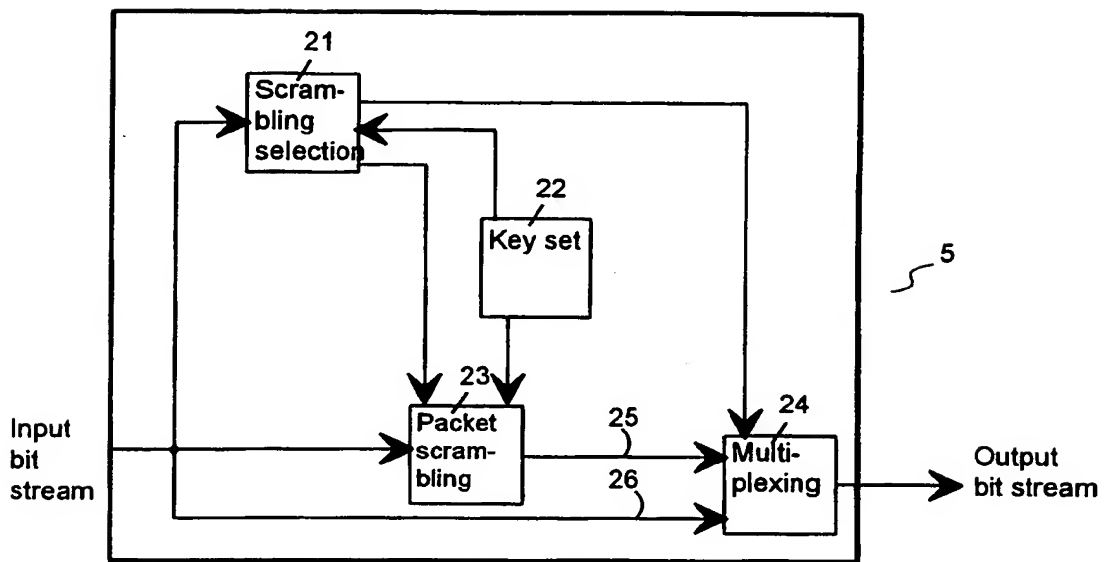 21
Scram-
bling
selection
22
Key set
5
23
Packet
scram-
bling
25
24
Multi-
plexing
26
Input
bit
stream
Output
bit stream